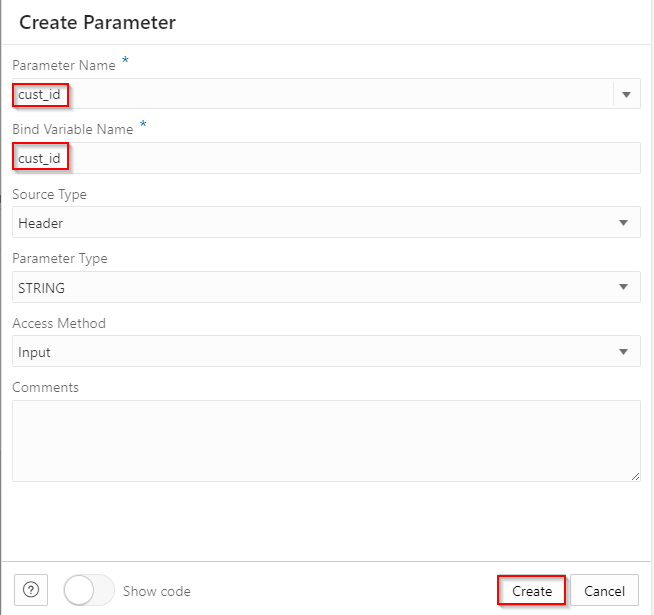 Create Parameter
Parameter Name *
cust_id
Bind Variable Name *
cust_id
Source Type
Header
Parameter Type
STRING
Access Method
Input
Comments
? Show code Create Cancel